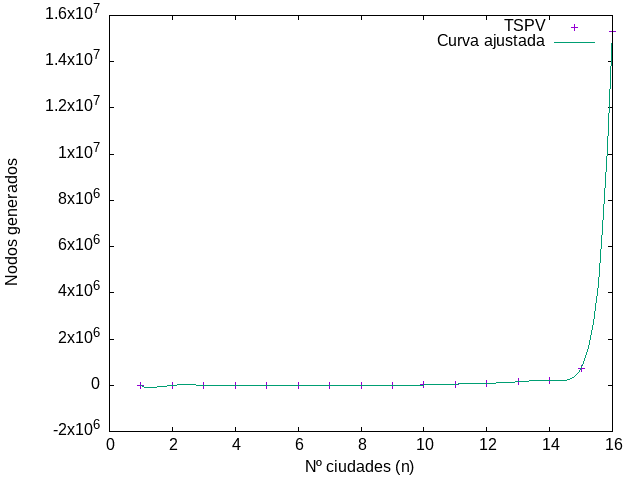 1.6x10^7
1.4x10^7
1.2x10^7
1x10^7
8x10^6
6x10^6
4x10^6
2x10^6
0
-2x10^6
Nodos generados
TSPV
Curva ajustada
0 2 4 6 8 10 12 14 16
Nº ciudades (n)